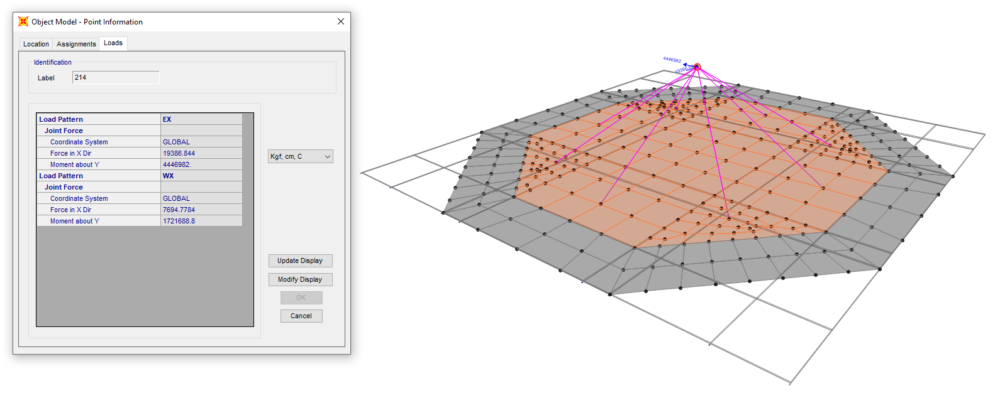 Object Model - Point Information
Location Assignments Loads
Identification
Label 214
Load Pattern EX
Joint Force
Coordinate System GLOBAL
Force in X Dir 19386.844
Moment about Y 4446982.
Load Pattern WX
Joint Force
Coordinate System GLOBAL
Force in X Dir 7694.7784
Moment about Y 1721688.8
Kgf, cm, C
Update Display
Modify Display
OK
Cancel
4446982.
19386.84